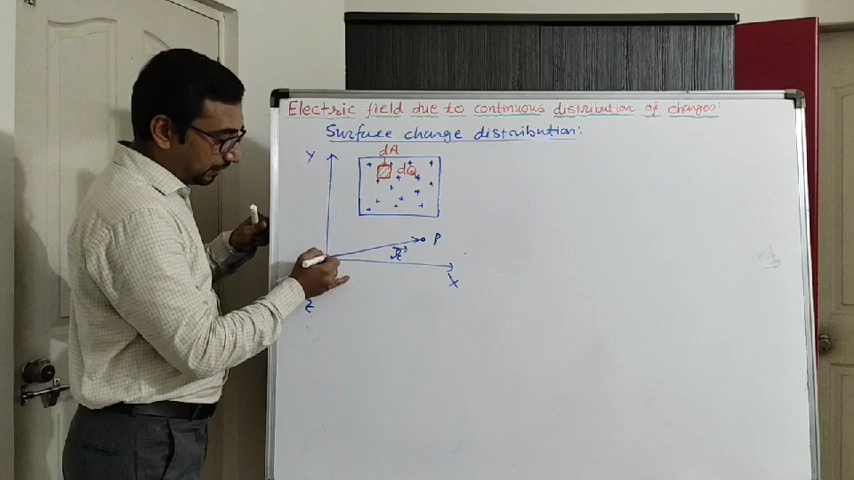 Electric field due to continuous distribution of charges:
Surface charge distribution:
dA
Y
dQ
P
r
X
Z